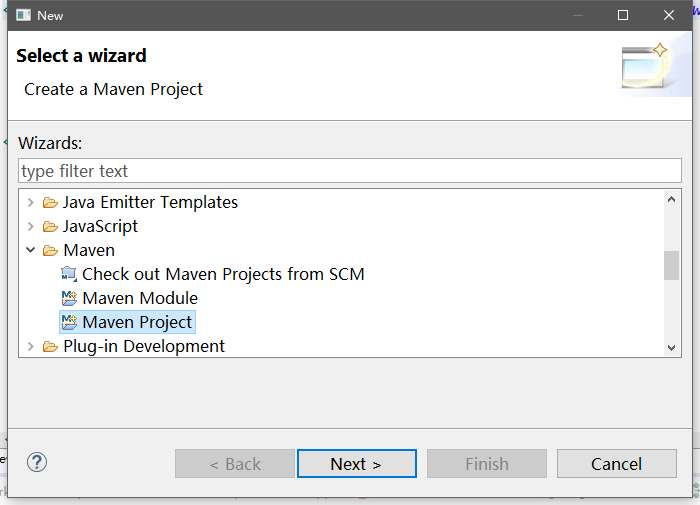 New
Select a wizard
Create a Maven Project
Wizards:
type filter text
Java Emitter Templates
JavaScript
Maven
Check out Maven Projects from SCM
Maven Module
Maven Project
Plug-in Development
< Back
Next >
Finish
Cancel